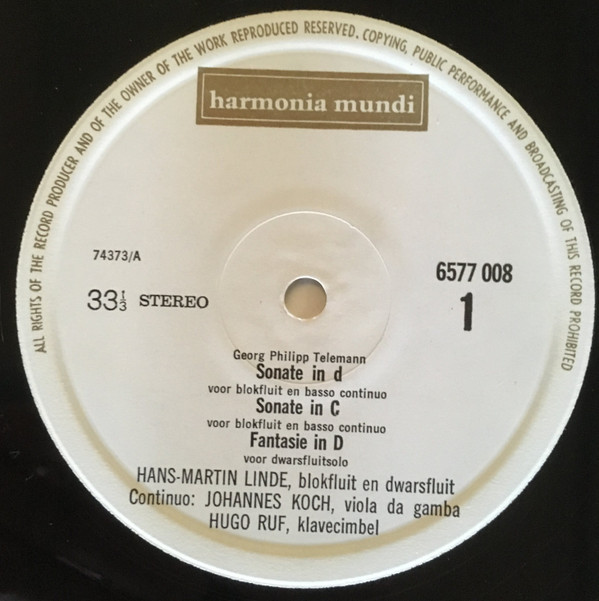 ALL RIGHTS OF THE RECORD PRODUCER AND OF THE OWNER OF THE WORK REPRODUCED RESERVED. COPYING, PUBLIC PERFORMANCE AND BROADCASTING OF THIS RECORD PROHIBITED
harmonia mundi
74373/A
33⅓ STEREO
6577 008
1
Georg Philipp Telemann
Sonate in d
voor blokfluit en basso continuo
Sonate in C
voor blokfluit en basso continuo
Fantasie in D
voor dwarsfluitsolo
HANS-MARTIN LINDE, blokfluit en dwarsfluit
Continuo: JOHANNES KOCH, viola da gamba
HUGO RUF, klavecimbel